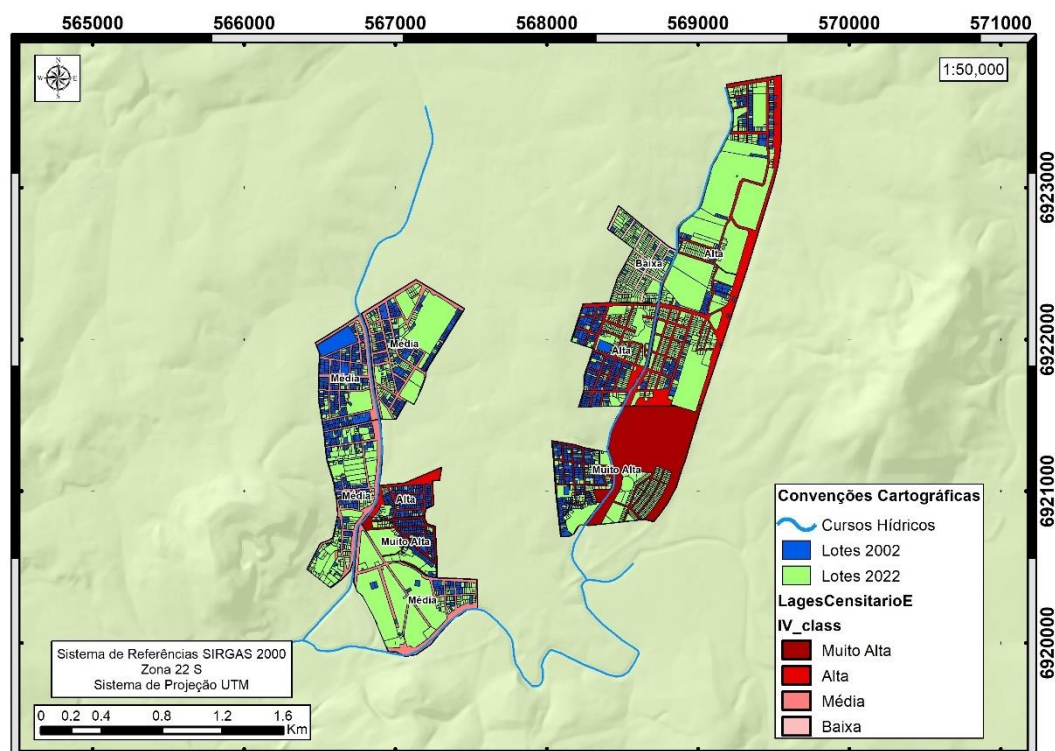 565000 566000 567000 568000 569000 570000 571000
N
W E
S
1:50,000
6923000
6922000
6921000
6920000
Baixa
Alta
Média
Média
Alta
Média
Alta
Muito Alta
Muito Alta
Média
Sistema de Referências SIRGAS 2000
Zona 22 S
Sistema de Projeção UTM
0 0.2 0.4 0.8 1.2 1.6
Km
Convenções Cartográficas
Cursos Hídricos
Lotes 2002
Lotes 2022
LagesCensitarioE
IV_class
Muito Alta
Alta
Média
Baixa